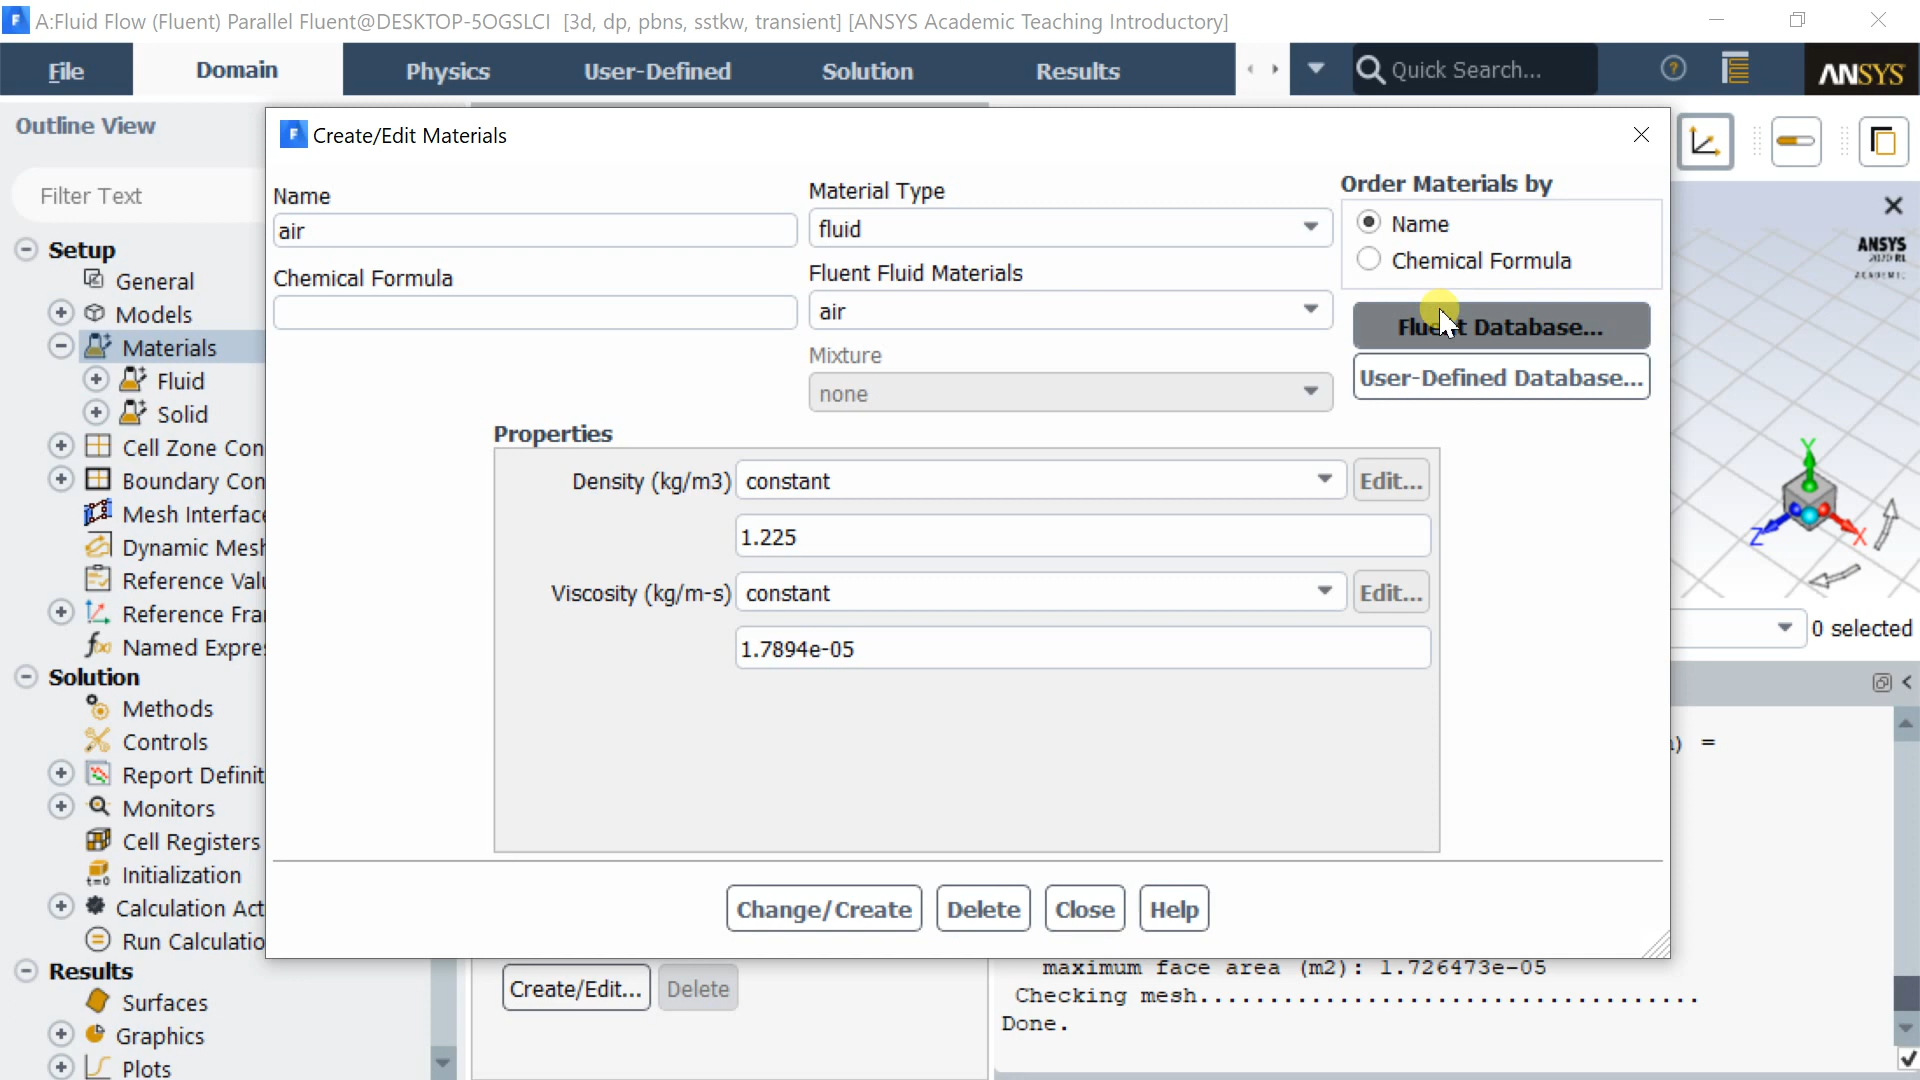 A:Fluid Flow (Fluent) Parallel Fluent@DESKTOP-5OGSLCI [3d, dp, pbns, sstkw, transient] [ANSYS Academic Teaching Introductory]
File Domain Physics User-Defined Solution Results Quick Search... ANSYS
Outline View
Filter Text
Setup
General
Models
Materials
Fluid
Solid
Cell Zone Con
Boundary Con
Mesh Interface
Dynamic Mesh
Reference Valu
Reference Fra
Named Expre
Solution
Methods
Controls
Report Definit
Monitors
Cell Registers
Initialization
Calculation Act
Run Calculatio
Results
Surfaces
Graphics
Plots
Create/Edit Materials
Name
air
Chemical Formula
Material Type
fluid
Fluent Fluid Materials
air
Mixture
none
Order Materials by
Name
Chemical Formula
Fluent Database...
User-Defined Database...
Properties
Density (kg/m3) constant Edit...
1.225
Viscosity (kg/m-s) constant Edit...
1.7894e-05
Change/Create Delete Close Help
Create/Edit... Delete
ANSYS
2020 R1
ACADEMIC
Y
Z
X
0 selected
) =
maximum face area (m2): 1.726473e-05
Checking mesh.....................................
Done.